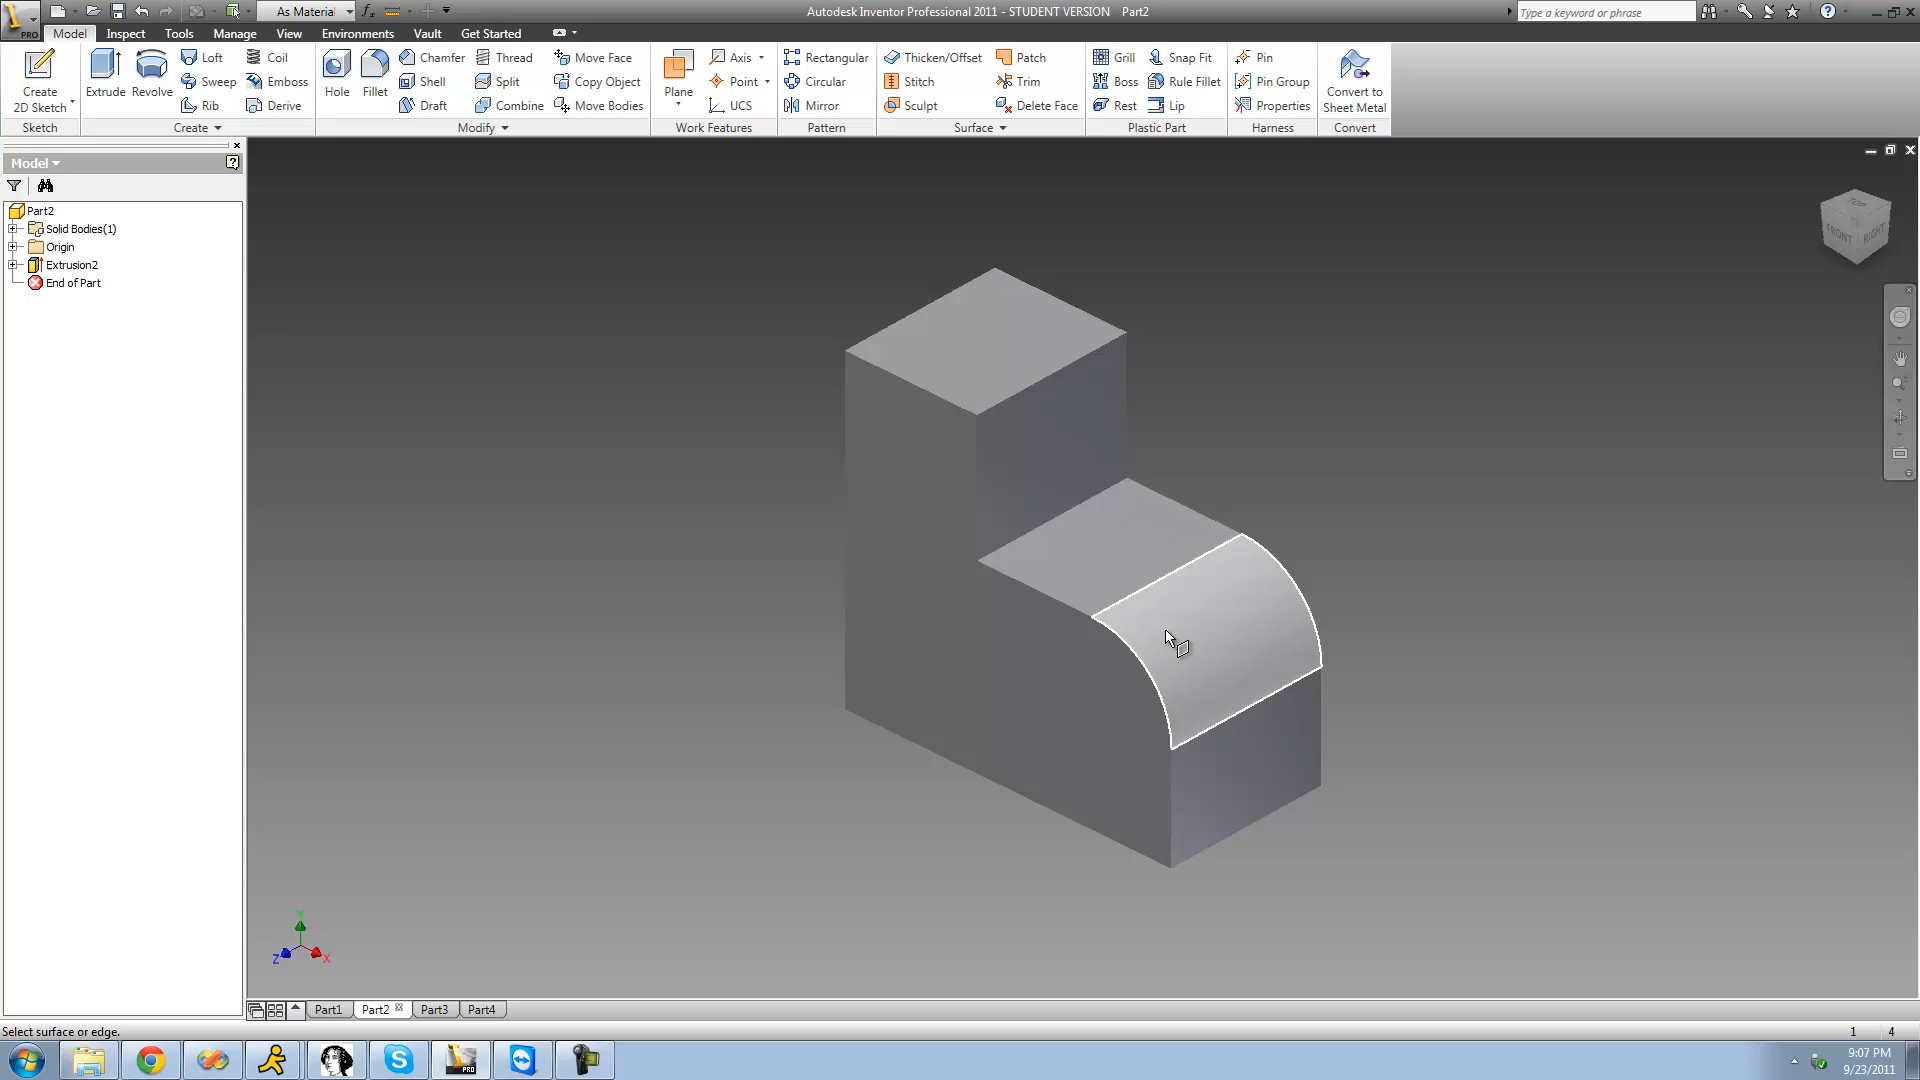 As Material
Autodesk Inventor Professional 2011 - STUDENT VERSION Part2
Type a keyword or phrase
PRO Model Inspect Tools Manage View Environments Vault Get Started
Create 2D Sketch
Extrude
Revolve
Loft
Sweep
Rib
Coil
Emboss
Derive
Hole
Fillet
Chamfer
Shell
Draft
Thread
Split
Combine
Move Face
Copy Object
Move Bodies
Plane
Axis
Point
UCS
Rectangular
Circular
Mirror
Thicken/Offset
Stitch
Sculpt
Patch
Trim
Delete Face
Grill
Boss
Rest
Snap Fit
Rule Fillet
Lip
Pin
Pin Group
Properties
Convert to Sheet Metal
Sketch Create Modify Work Features Pattern Surface Plastic Part Harness Convert
Model
Part2
Solid Bodies(1)
Origin
Extrusion2
End of Part
TOP
FRONT RIGHT
Y
Z X
Part1 Part2 Part3 Part4
Select surface or edge.
1 4
PRO
9:07 PM
9/23/2011